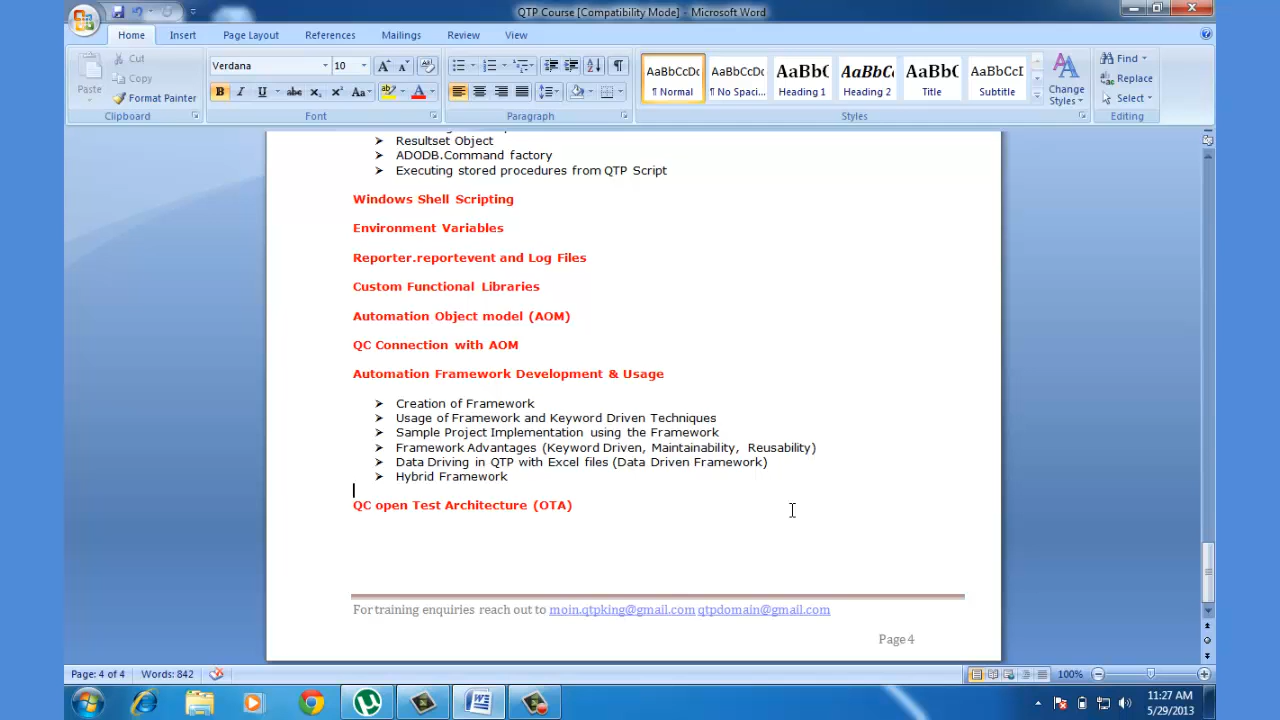 QTP Course [Compatibility Mode] - Microsoft Word
Home Insert Page Layout References Mailings Review View
Paste
Cut
Copy
Format Painter
Clipboard
Verdana 10
B I U abc x₂ x² Aa
Font
Paragraph
AaBbCcDc AaBbCcDc AaBbC AaBbC AaBbC AaBbCcI
¶ Normal ¶ No Spaci... Heading 1 Heading 2 Title Subtitle
Change Styles
Styles
Find
Replace
Select
Editing
Resultset Object
ADODB.Command factory
Executing stored procedures from QTP Script
Windows Shell Scripting
Environment Variables
Reporter.reportevent and Log Files
Custom Functional Libraries
Automation Object model (AOM)
QC Connection with AOM
Automation Framework Development & Usage
Creation of Framework
Usage of Framework and Keyword Driven Techniques
Sample Project Implementation using the Framework
Framework Advantages (Keyword Driven, Maintainability, Reusability)
Data Driving in QTP with Excel files (Data Driven Framework)
Hybrid Framework
QC open Test Architecture (OTA)
For training enquiries reach out to moin.qtpking@gmail.com qtpdomain@gmail.com
Page 4
Page: 4 of 4 Words: 842 100%
11:27 AM
5/29/2013